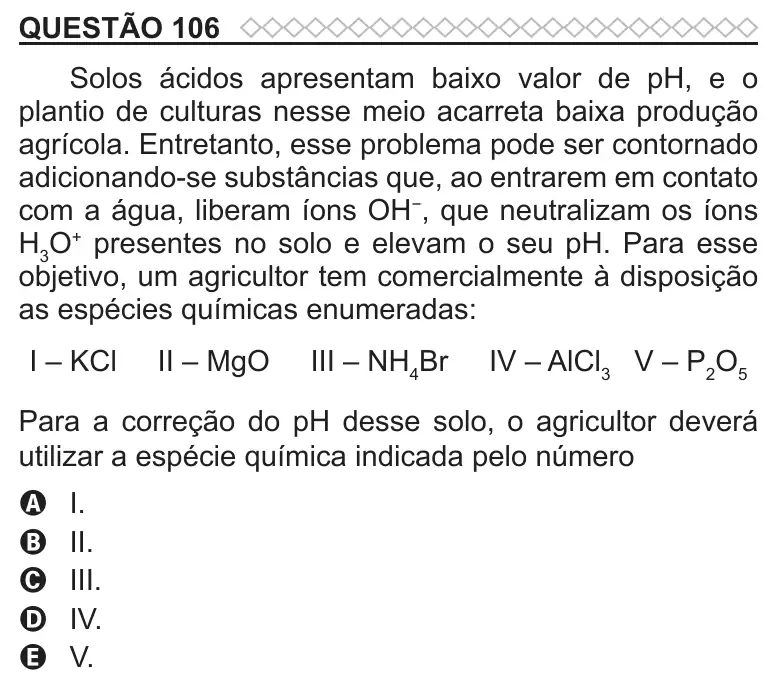 QUESTÃO 106
Solos ácidos apresentam baixo valor de pH, e o
plantio de culturas nesse meio acarreta baixa produção
agrícola. Entretanto, esse problema pode ser contornado
adicionando-se substâncias que, ao entrarem em contato
com a água, liberam íons OH⁻, que neutralizam os íons
H₃O⁺ presentes no solo e elevam o seu pH. Para esse
objetivo, um agricultor tem comercialmente à disposição
as espécies químicas enumeradas:
I – KCl II – MgO III – NH₄Br IV – AlCl₃ V – P₂O₅
Para a correção do pH desse solo, o agricultor deverá
utilizar a espécie química indicada pelo número
A I.
B II.
C III.
D IV.
E V.